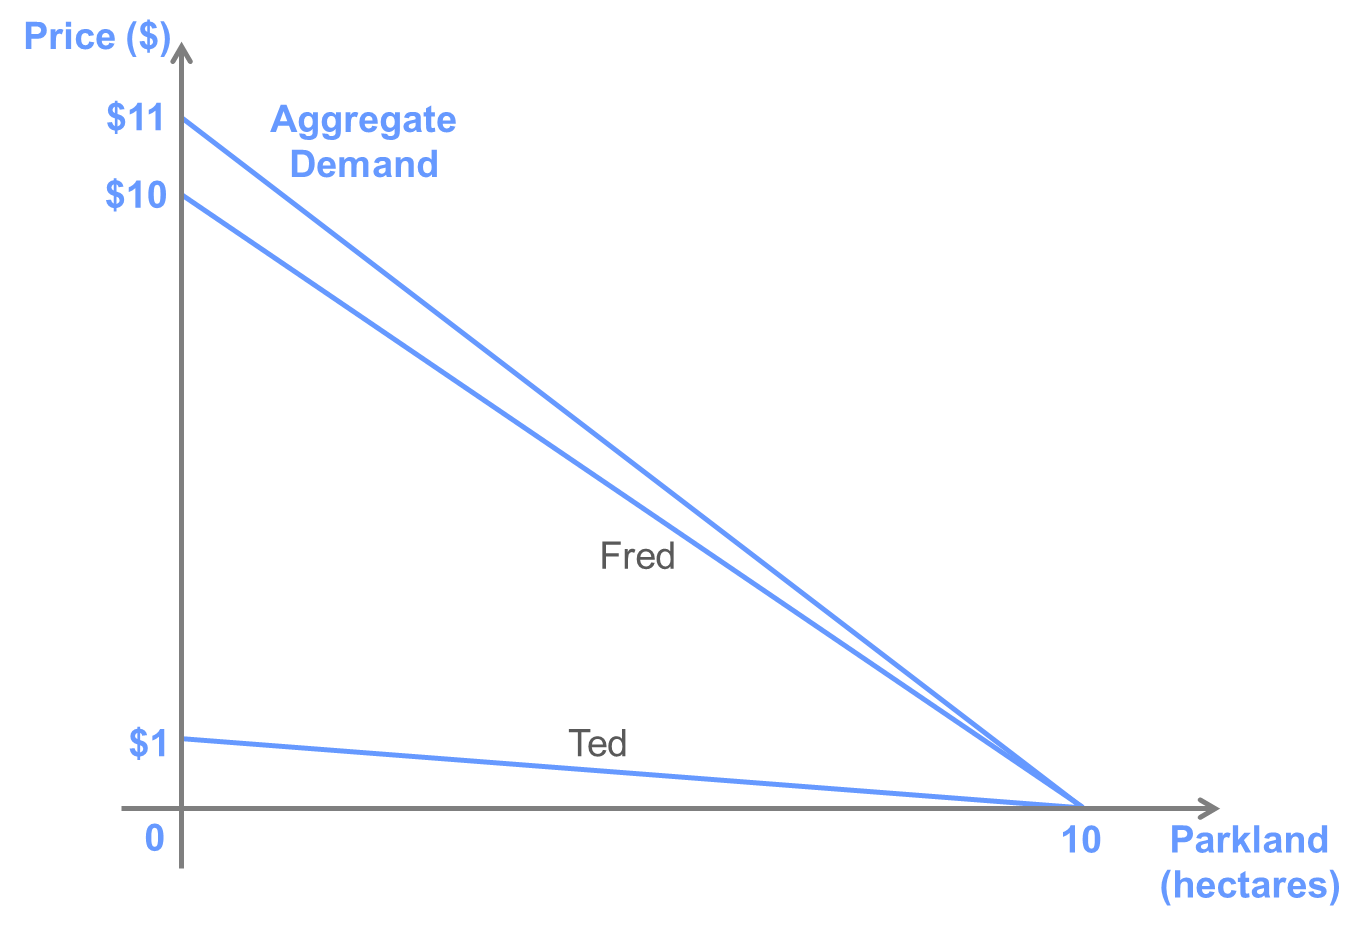 Price ($)
$11
Aggregate
Demand
$10
Fred
$1
Ted
0
10
Parkland
(hectares)